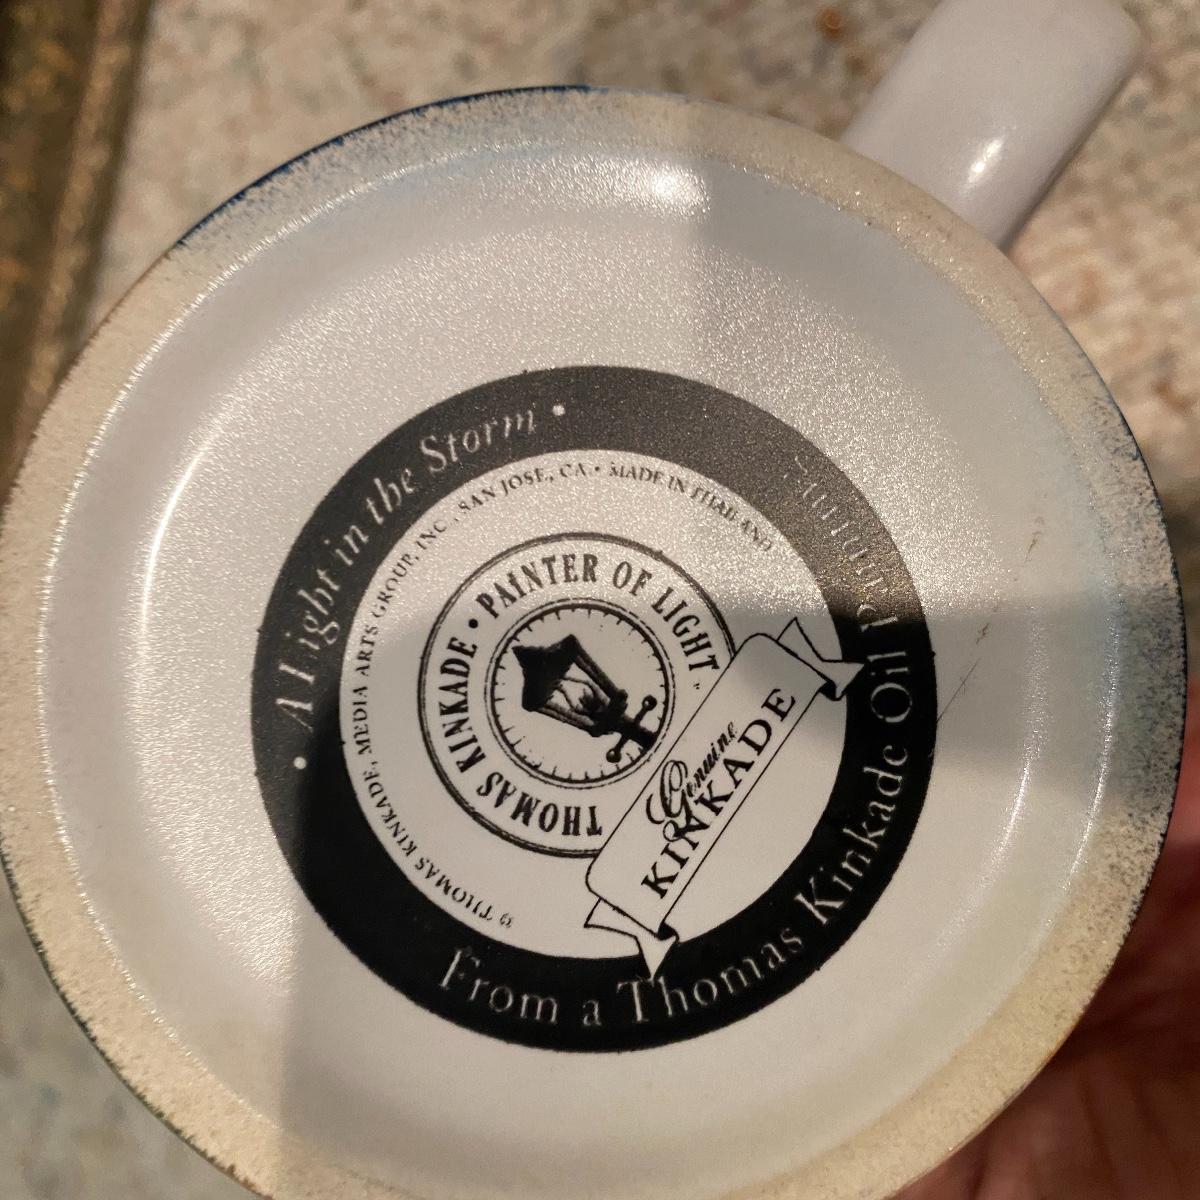 • A Light in the Storm •
From a Thomas Kinkade Oil Painting
THOMAS KINKADE, MEDIA ARTS GROUP, INC., SAN JOSE, CA • MADE IN THAILAND
THOMAS KINKADE • PAINTER OF LIGHT
Genuine
KINKADE